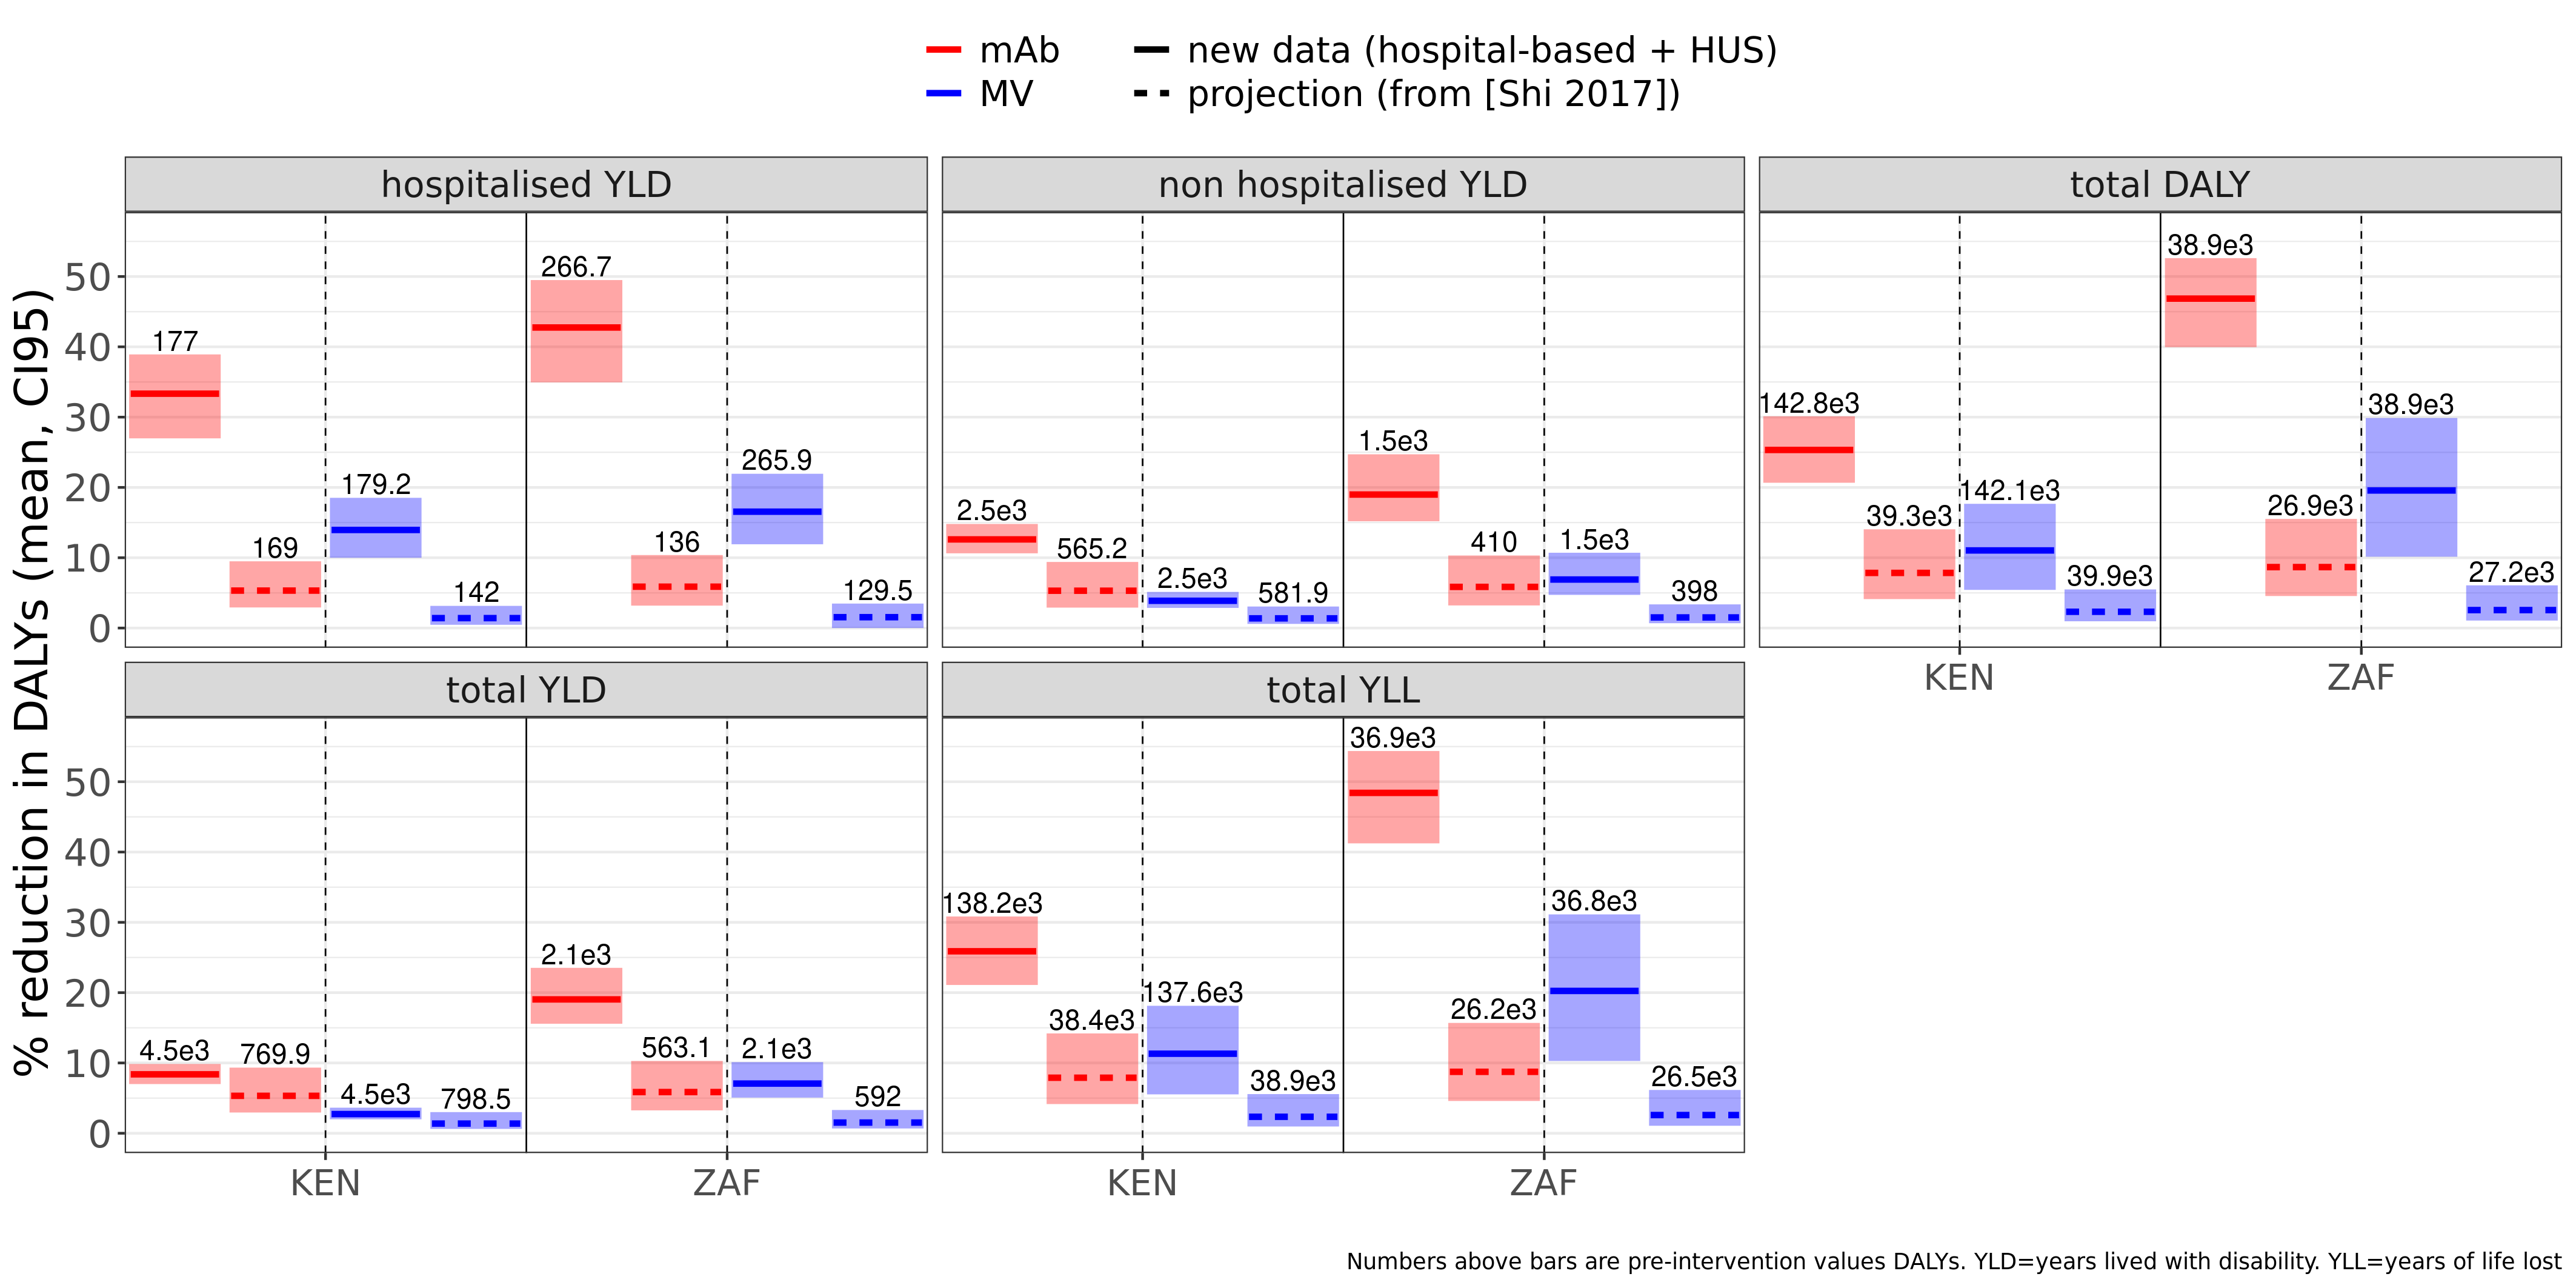 mAb
new data (hospital-based + HUS)
MV
projection (from [Shi 2017])
% reduction in DALYs (mean, CI95)
hospitalised YLD
non hospitalised YLD
total DALY
50
40
30
20
10
0
177
169
179.2
142
266.7
136
265.9
129.5
2.5e3
565.2
2.5e3
581.9
1.5e3
410
1.5e3
398
142.8e3
39.3e3
142.1e3
39.9e3
38.9e3
26.9e3
38.9e3
27.2e3
KEN
ZAF
total YLD
total YLL
50
40
30
20
10
0
4.5e3
769.9
4.5e3
798.5
2.1e3
563.1
2.1e3
592
138.2e3
38.4e3
137.6e3
38.9e3
36.9e3
26.2e3
36.8e3
26.5e3
KEN
ZAF
KEN
ZAF
Numbers above bars are pre-intervention values DALYs. YLD=years lived with disability. YLL=years of life lost